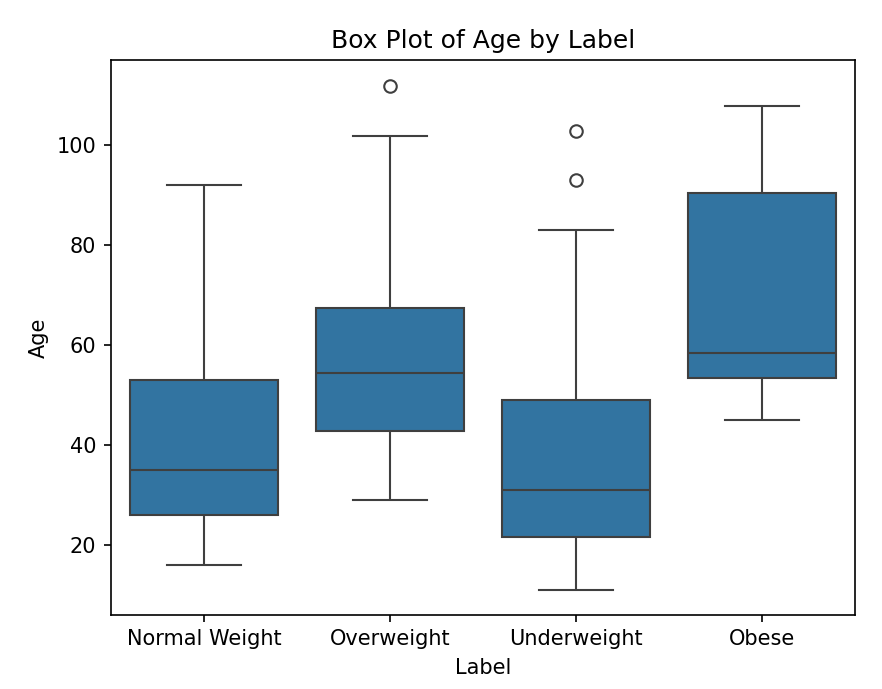 Box Plot of Age by Label
Age
100
80
60
40
20
Normal Weight
Overweight
Underweight
Obese
Label